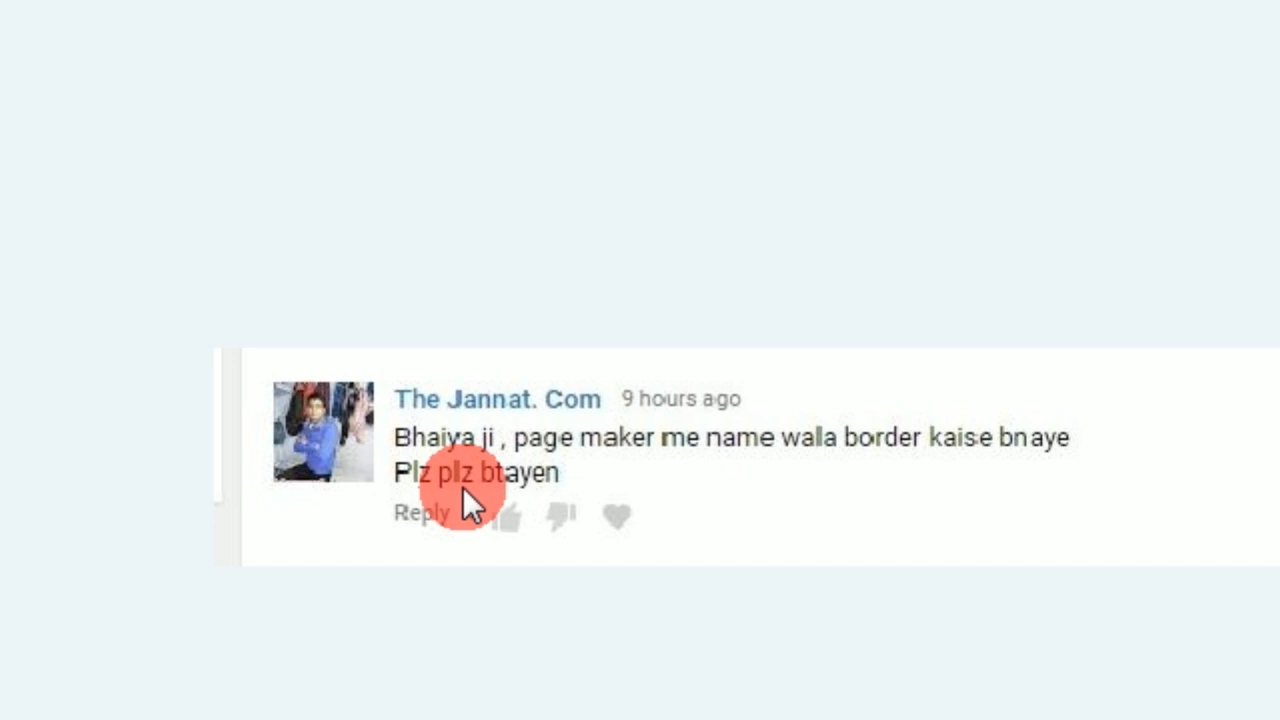 The Jannat. Com 9 hours ago
Bhaiya ji , page maker me name walla border kaise bnaye
Plz plz btayen
Reply